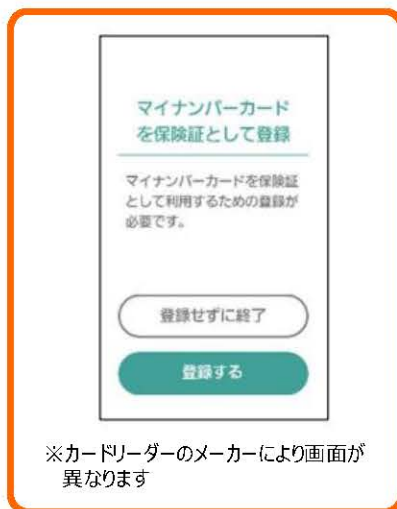 マイナンバーカード
を保険証として登録
マイナンバーカードを保険証
として利用するための登録が
必要です。
登録せずに終了
登録する
※カードリーダーのメーカーにより画面が
異なります